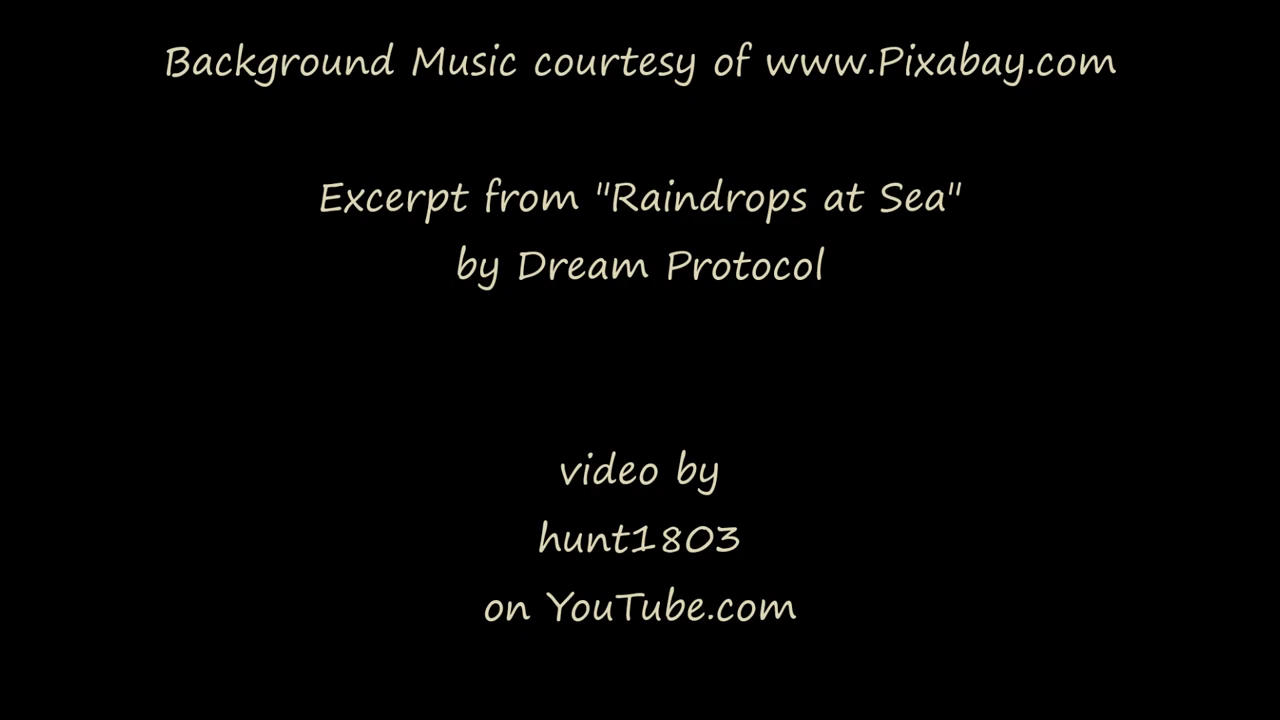 Background Music courtesy of www.Pixabay.com
Excerpt from "Raindrops at Sea"
by Dream Protocol
video by
hunt1803
on YouTube.com